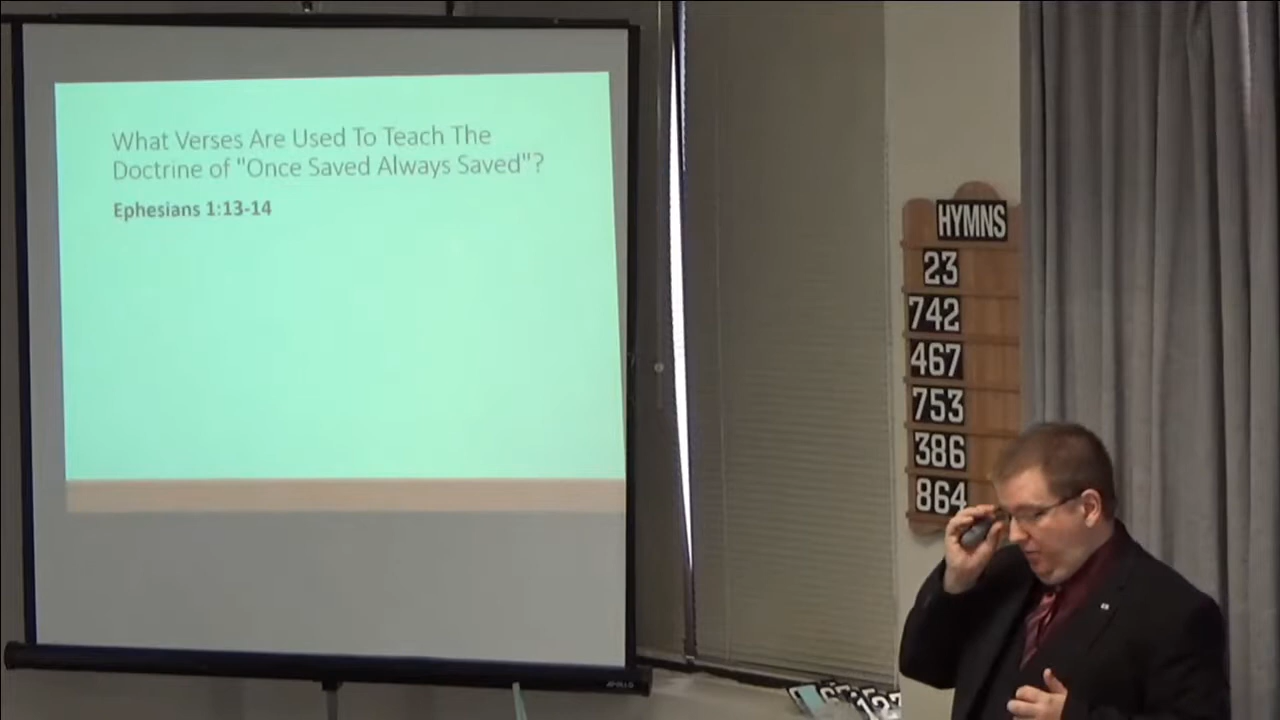 What Verses Are Used To Teach The
Doctrine of "Once Saved Always Saved"?
Ephesians 1:13-14
HYMNS
23
742
467
753
386
864
APOLLO